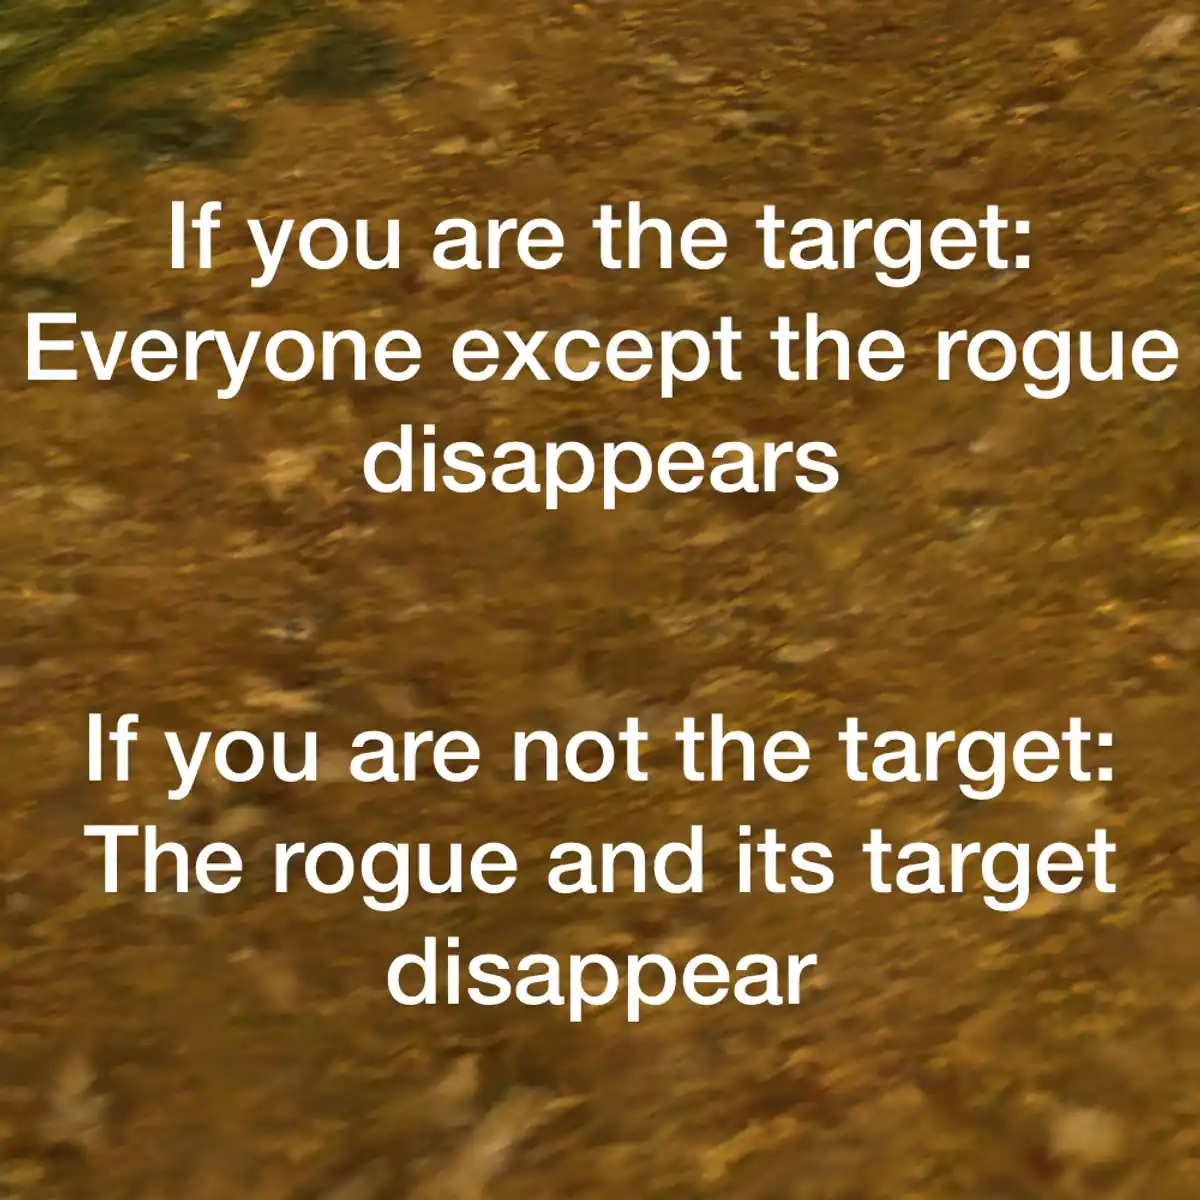 If you are the target:
Everyone except the rogue
disappears
If you are not the target:
The rogue and its target
disappear